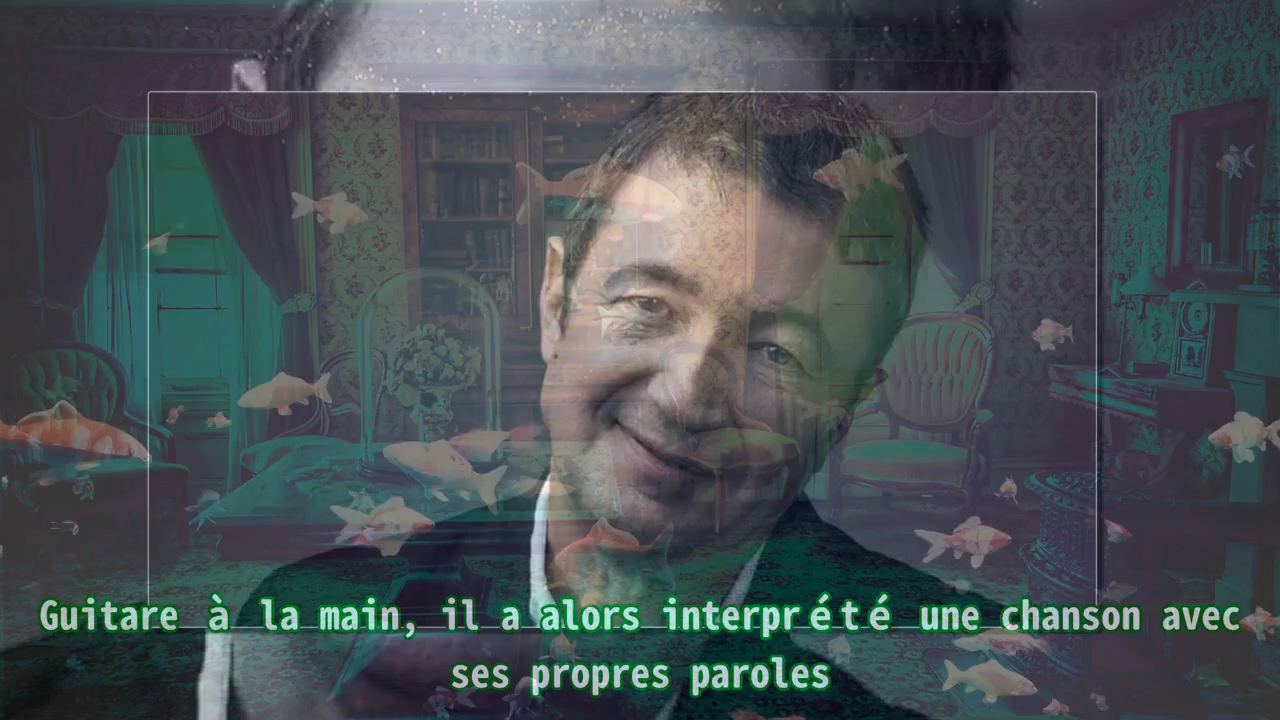 Guitare à la main, il a alors interprété une chanson avec
ses propres paroles